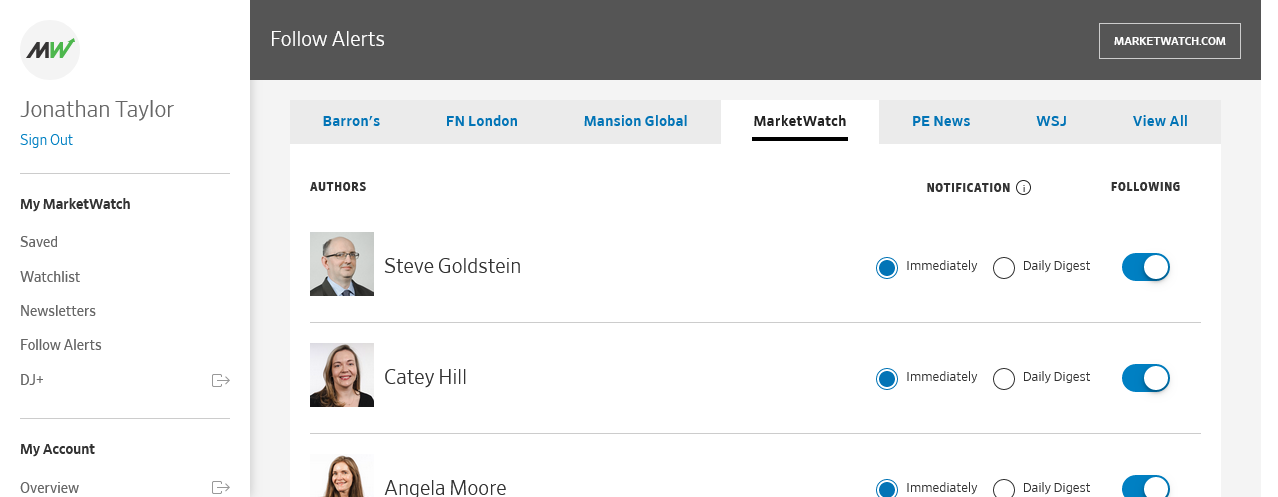 MW
Jonathan Taylor
Sign Out
My MarketWatch
Saved
Watchlist
Newsletters
Follow Alerts
DJ+
My Account
Overview
Follow Alerts
MARKETWATCH.COM
Barron's FN London Mansion Global MarketWatch PE News WSJ View All
AUTHORS NOTIFICATION i FOLLOWING
Steve Goldstein Immediately Daily Digest
Catey Hill Immediately Daily Digest
Angela Moore Immediately Daily Digest